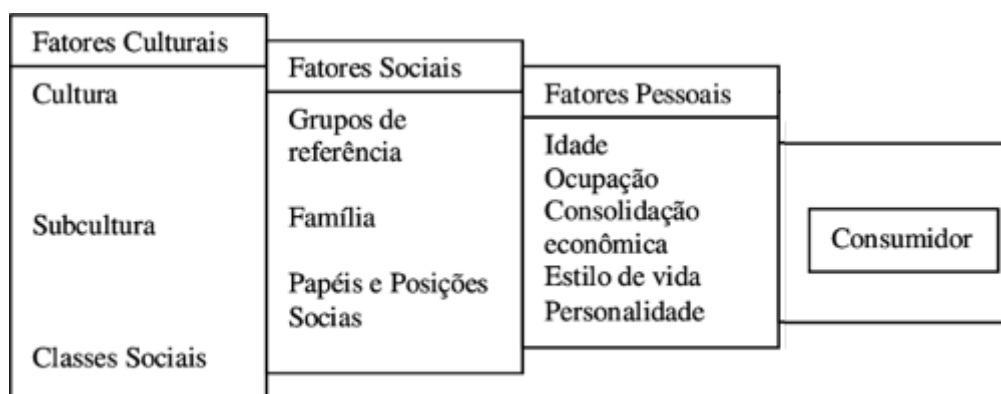 Fatores Culturais
Cultura
Subcultura
Classes Sociais
Fatores Sociais
Grupos de
referência
Família
Papéis e Posições
Socias
Fatores Pessoais
Idade
Ocupação
Consolidação
econômica
Estilo de vida
Personalidade
Consumidor